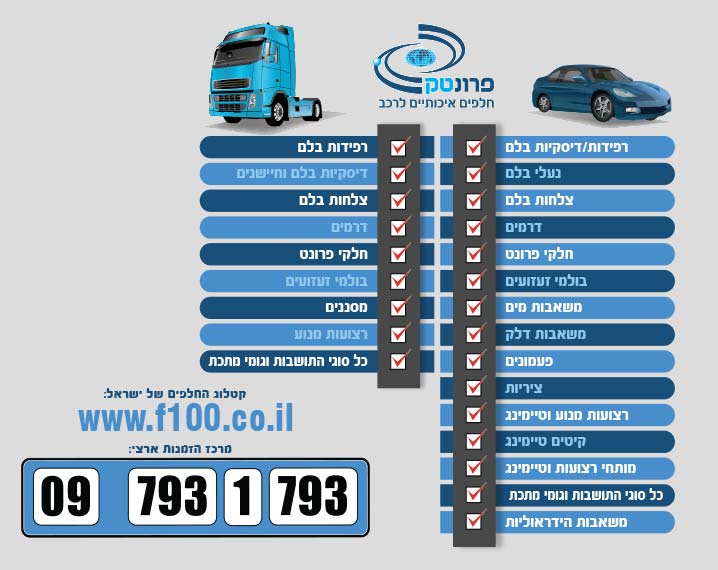 פרונטק
חלפים איכותיים לרכב
רפידות/דיסקיות בלם
נעלי בלם
צלחות בלם
דרמים
חלקי פרונט
בולמי זעזועים
משאבות מים
משאבות דלק
פעמונים
ציריות
רצועות מנוע וטיימינג
קיטים טיימינג
מותחי רצועות וטיימינג
כל סוגי התושבות וגומי מתכת
משאבות הידראוליות
רפידות בלם
דיסקיות בלם וחיישנים
צלחות בלם
דרמים
חלקי פרונט
בולמי זעזועים
מסננים
רצועות מנוע
כל סוגי התושבות וגומי מתכת
קטלוג החלפים של ישראל:
www.f100.co.il
מרכז הזמנות ארצי:
09 793 1 793